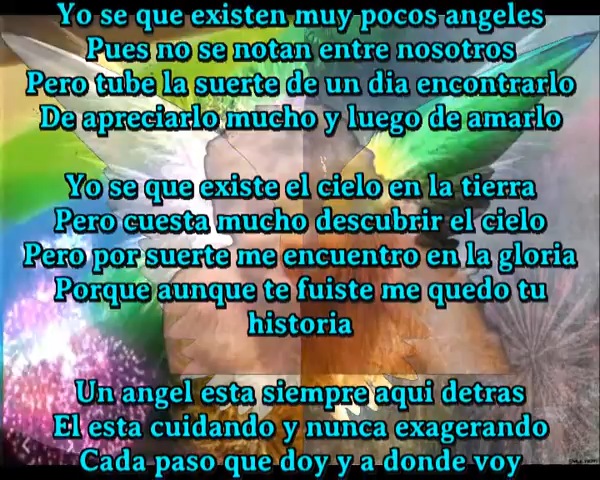 Yo se que existen muy pocos angeles
Pues no se notan entre nosotros
Pero tube la suerte de un dia encontrarlo
De apreciarlo mucho y luego de amarlo
Yo se que existe el cielo en la tierra
Pero cuesta mucho descubrir el cielo
Pero por suerte me encuentro en la gloria
Porque aunque te fuiste me quedo tu
historia
Un angel esta siempre aqui detras
El esta cuidando y nunca exagerando
Cada paso que doy y a donde voy